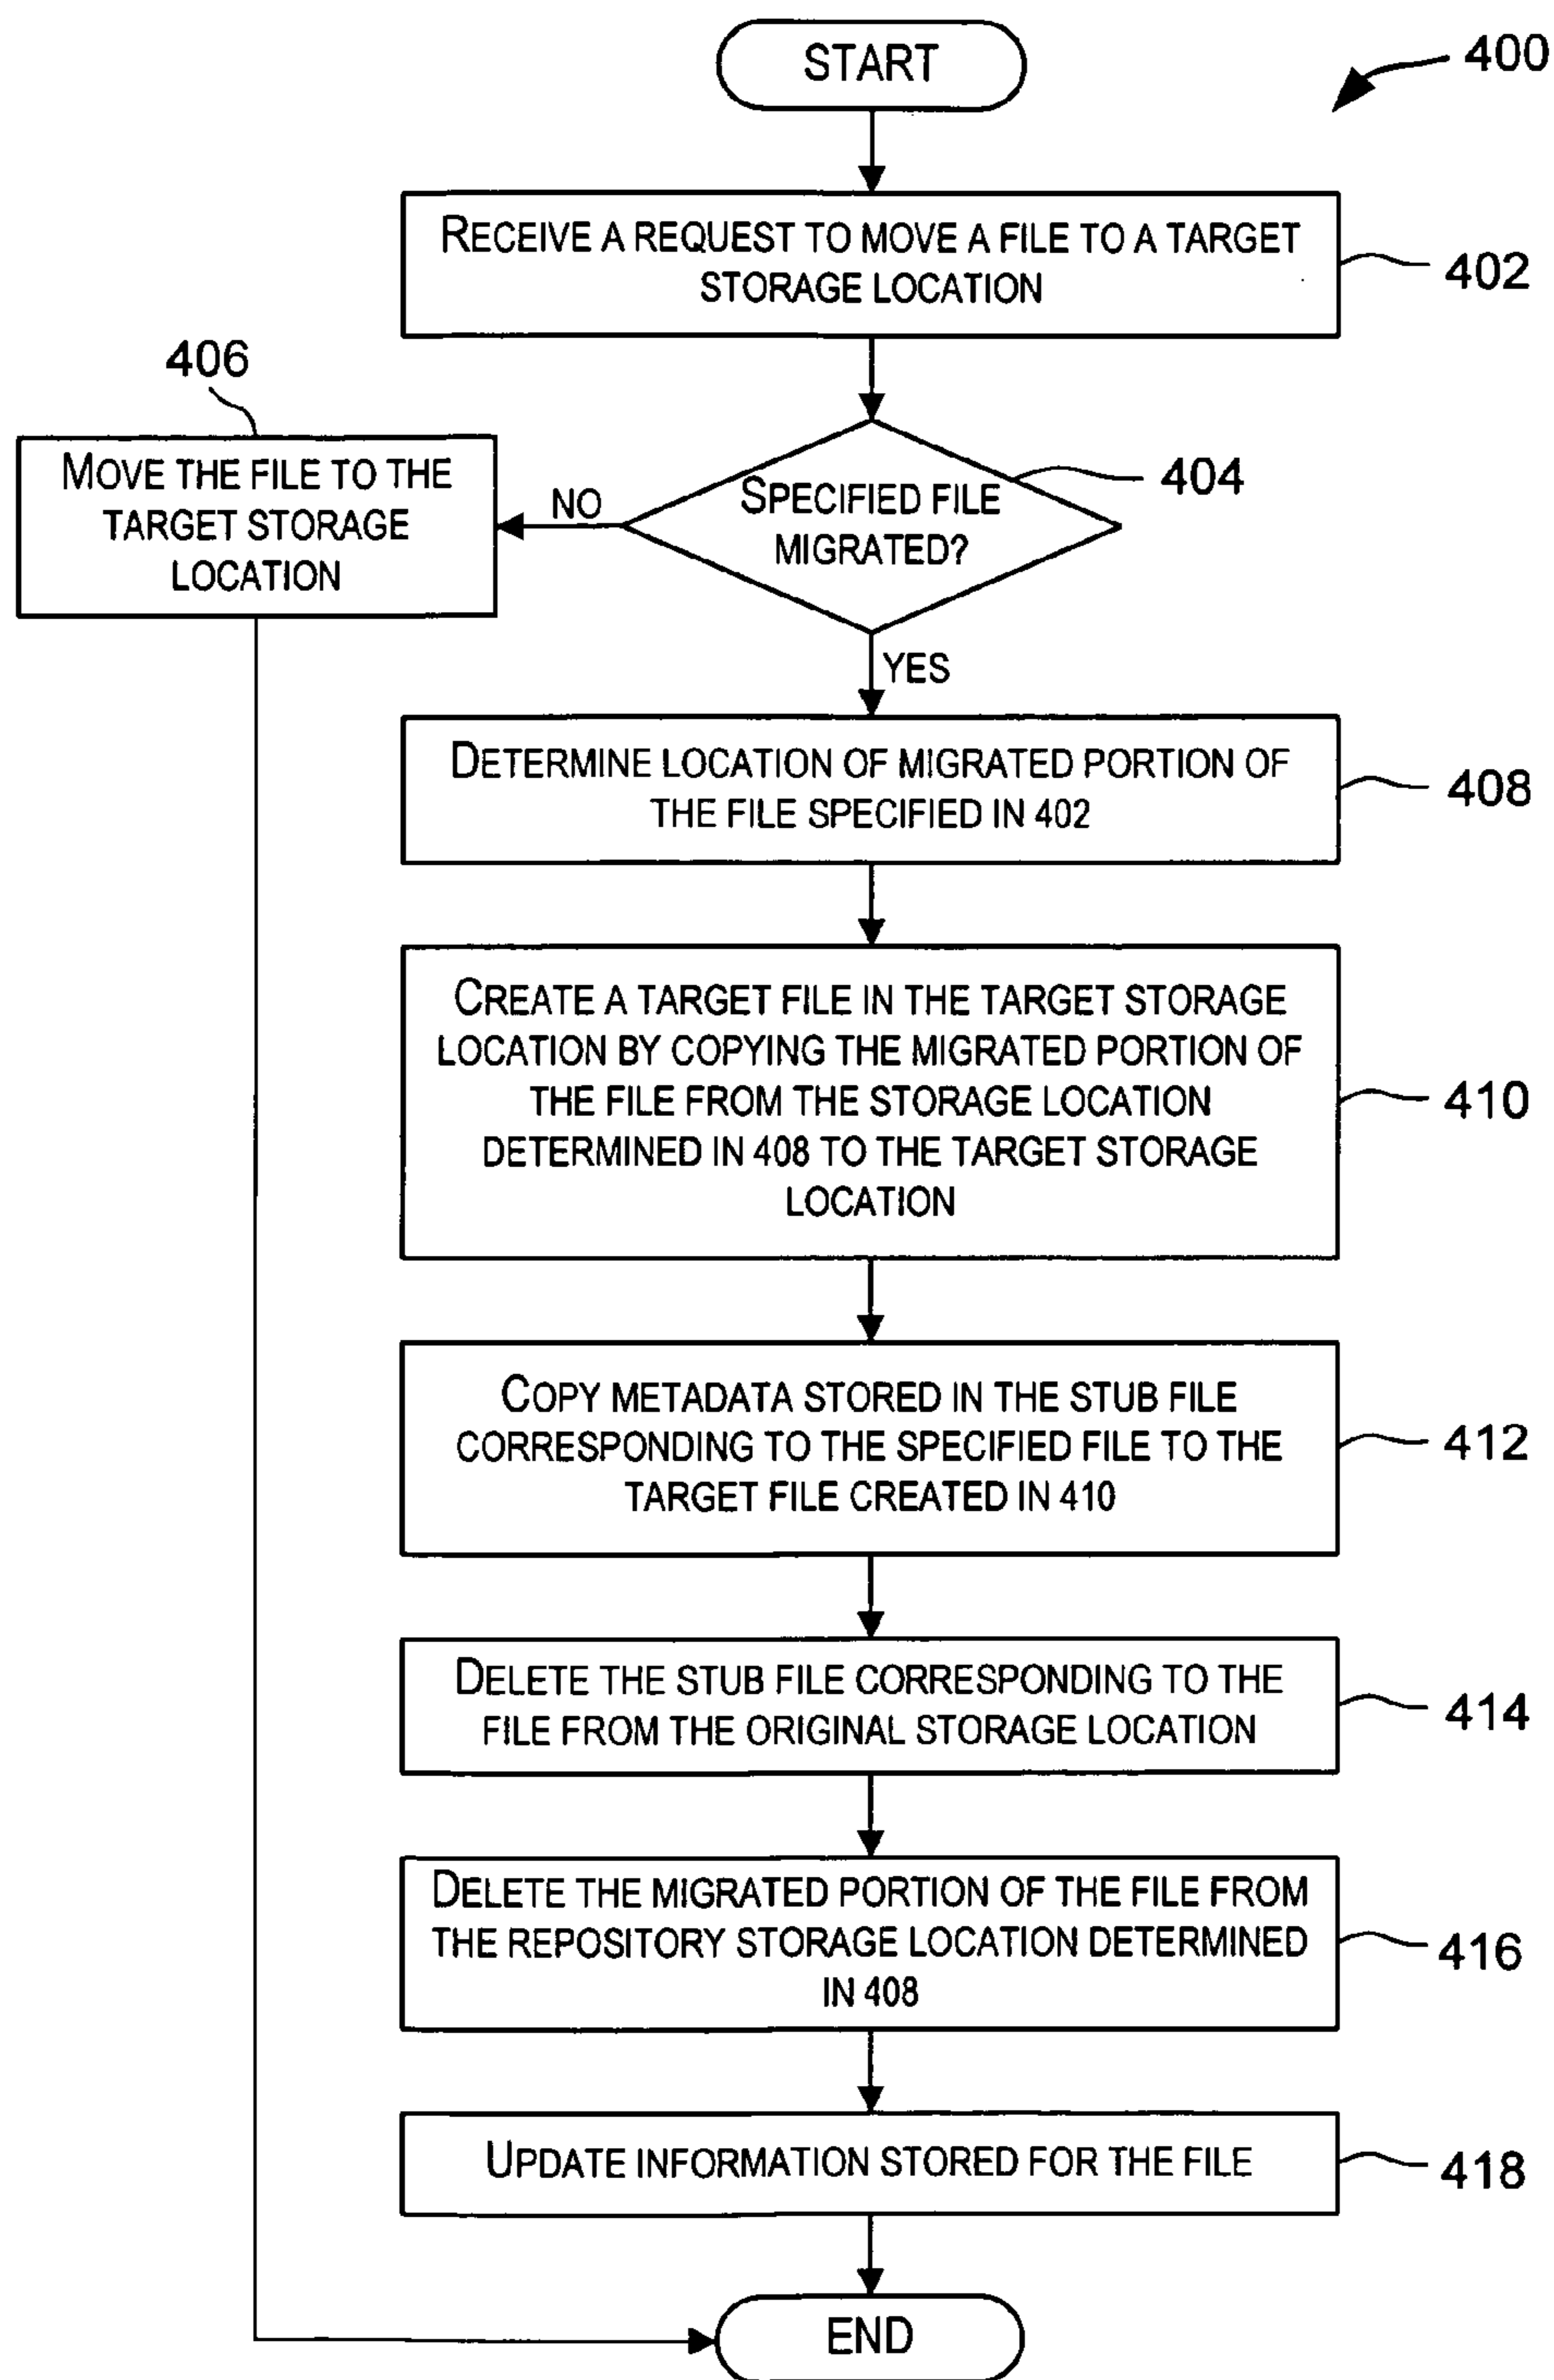 START
400
RECEIVE A REQUEST TO MOVE A FILE TO A TARGET
STORAGE LOCATION
402
406
MOVE THE FILE TO THE
TARGET STORAGE
LOCATION
NO
SPECIFIED FILE
MIGRATED?
404
YES
DETERMINE LOCATION OF MIGRATED PORTION OF
THE FILE SPECIFIED IN 402
408
CREATE A TARGET FILE IN THE TARGET STORAGE
LOCATION BY COPYING THE MIGRATED PORTION OF
THE FILE FROM THE STORAGE LOCATION
DETERMINED IN 408 TO THE TARGET STORAGE
LOCATION
410
COPY METADATA STORED IN THE STUB FILE
CORRESPONDING TO THE SPECIFIED FILE TO THE
TARGET FILE CREATED IN 410
412
DELETE THE STUB FILE CORRESPONDING TO THE
FILE FROM THE ORIGINAL STORAGE LOCATION
414
DELETE THE MIGRATED PORTION OF THE FILE FROM
THE REPOSITORY STORAGE LOCATION DETERMINED
IN 408
416
UPDATE INFORMATION STORED FOR THE FILE
418
END